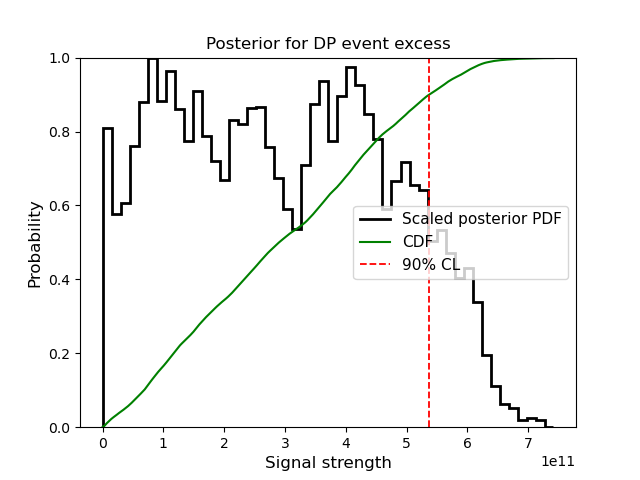 Posterior for DP event excess
Probability
1.0
0.8
0.6
0.4
0.2
0.0
Scaled posterior PDF
CDF
90% CL
0 1 2 3 4 5 6 7
1e11
Signal strength